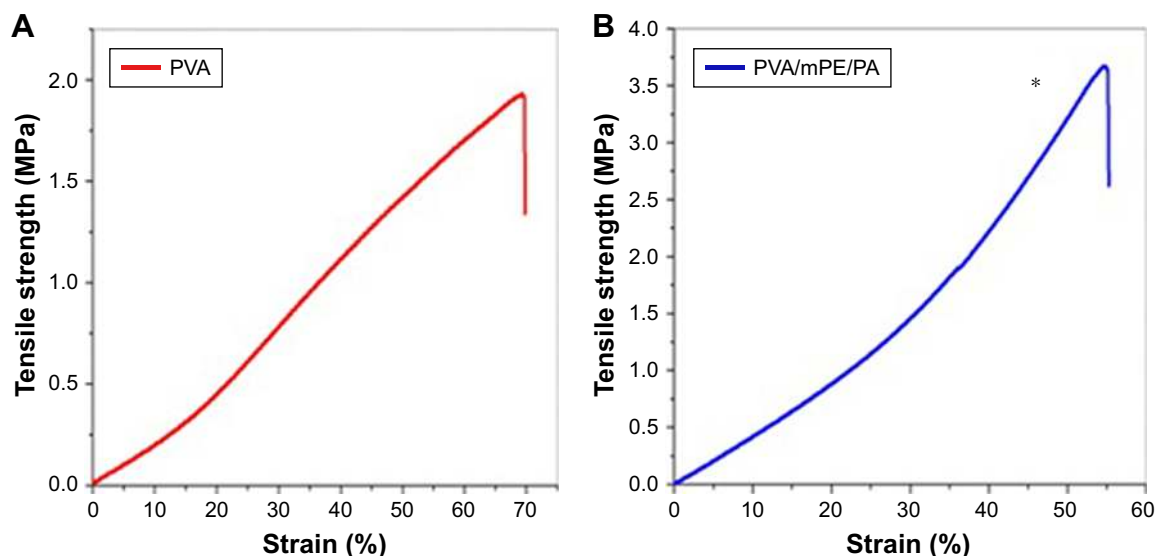 A
PVA
2.0
1.5
1.0
0.5
0.0
Tensile strength (MPa)
0 10 20 30 40 50 60 70
Strain (%)
B
PVA/mPE/PA
*
4.0
3.5
3.0
2.5
2.0
1.5
1.0
0.5
0.0
Tensile strength (MPa)
0 10 20 30 40 50 60
Strain (%)